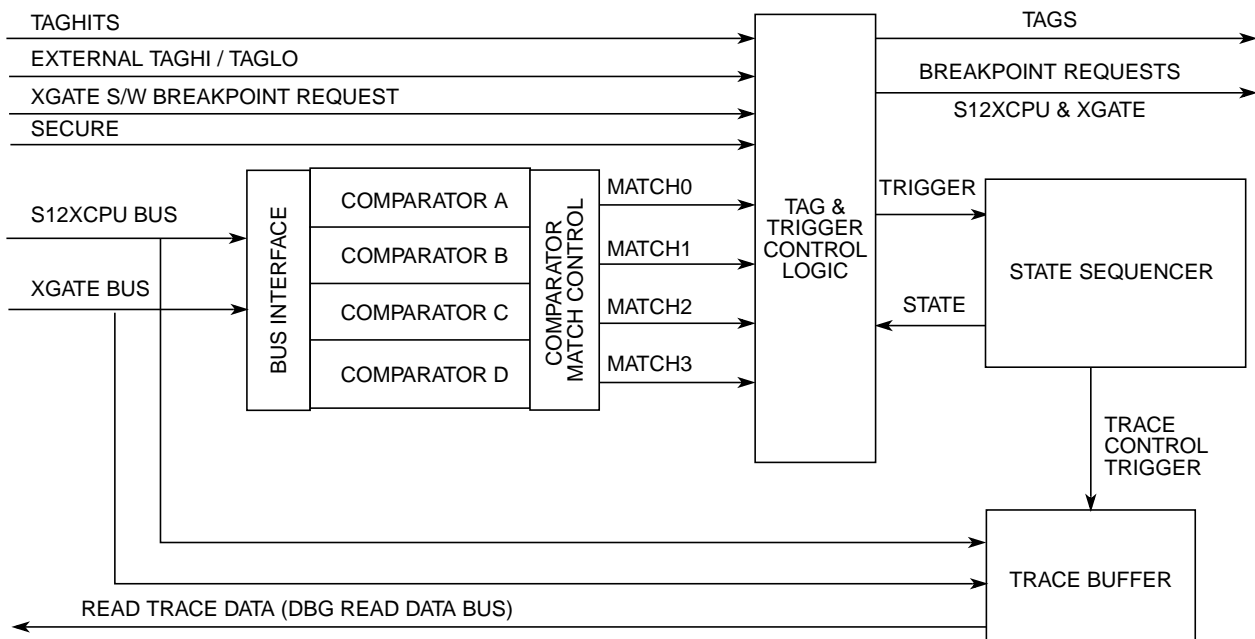 TAGHITS
EXTERNAL TAGHI / TAGLO
XGATE S/W BREAKPOINT REQUEST
SECURE
TAGS
BREAKPOINT REQUESTS
S12XCPU & XGATE
S12XCPU BUS
XGATE BUS
BUS INTERFACE
COMPARATOR A
COMPARATOR B
COMPARATOR C
COMPARATOR D
COMPARATOR
MATCH CONTROL
MATCH0
MATCH1
MATCH2
MATCH3
TAG &
TRIGGER
CONTROL
LOGIC
TRIGGER
STATE
STATE SEQUENCER
TRACE
CONTROL
TRIGGER
TRACE BUFFER
READ TRACE DATA (DBG READ DATA BUS)